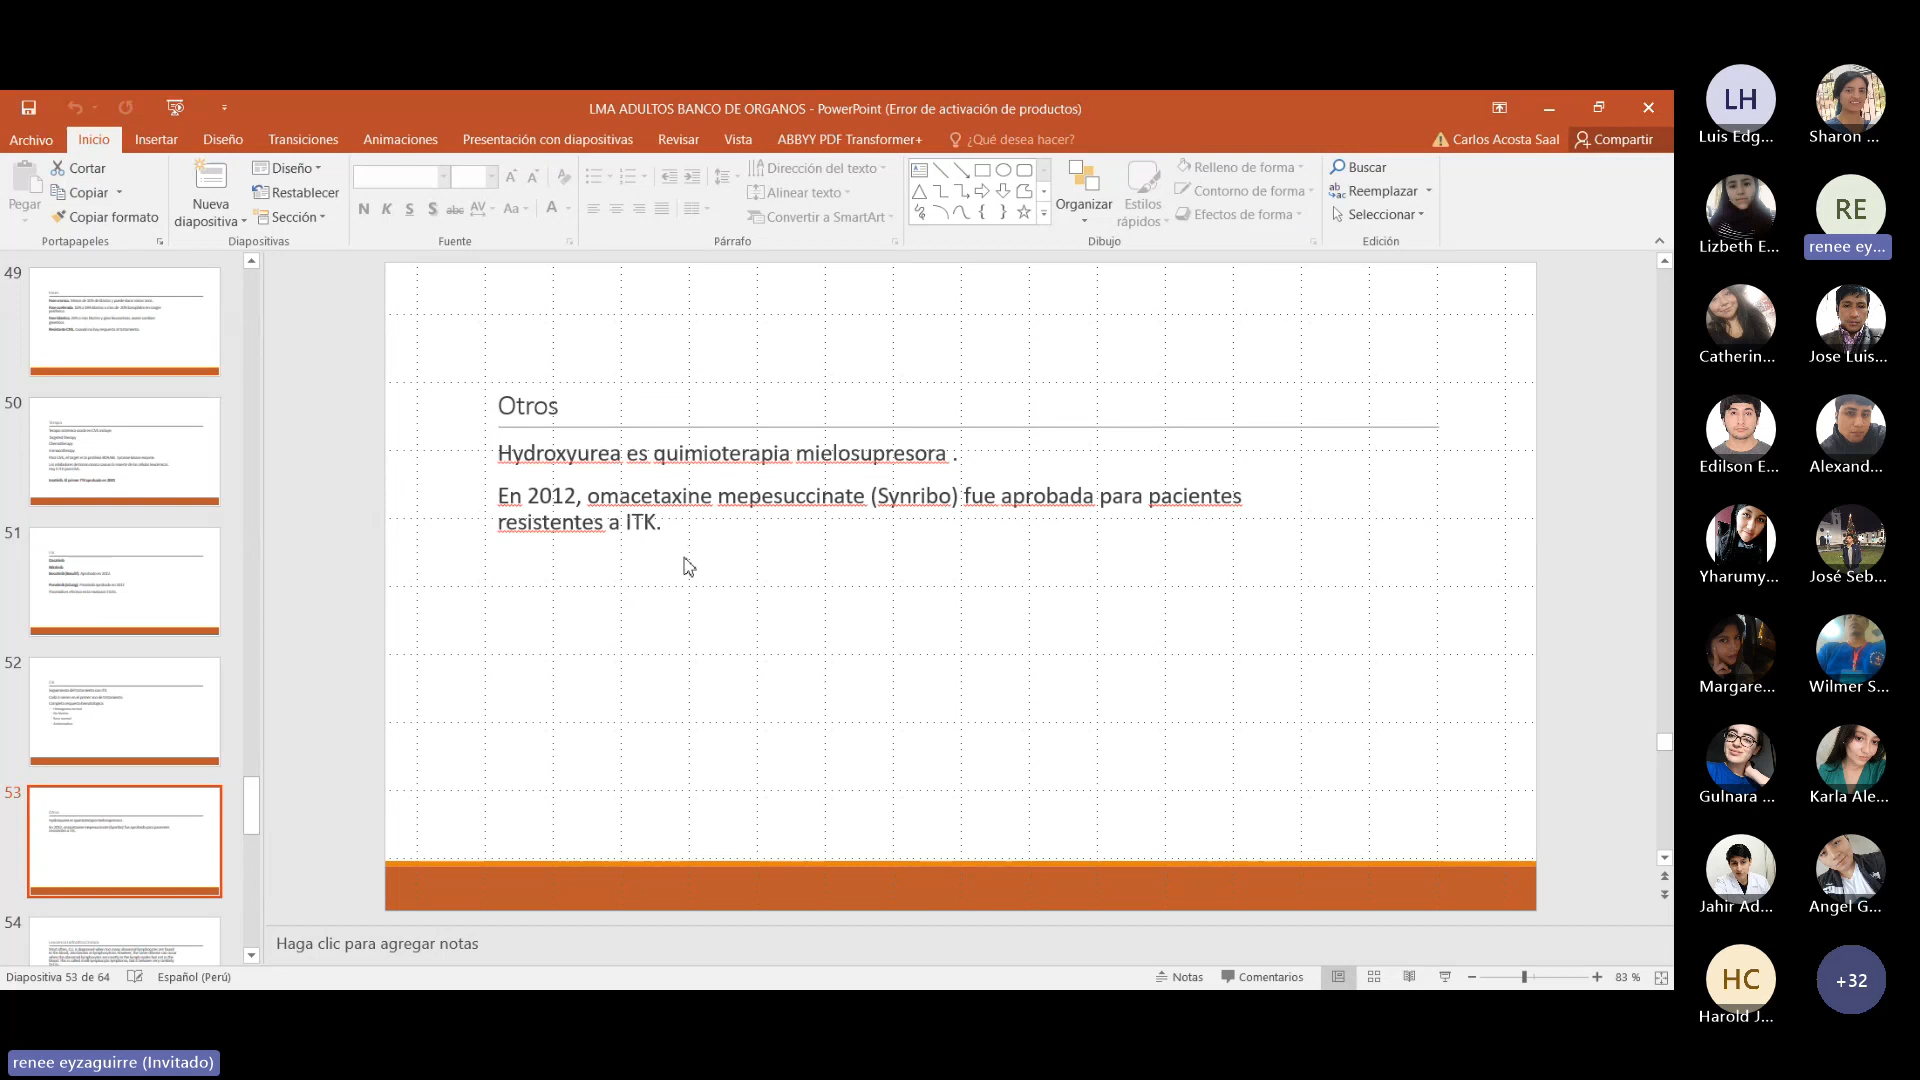 LMA ADULTOS BANCO DE ORGANOS - PowerPoint (Error de activación de productos)
Archivo Inicio Insertar Diseño Transiciones Animaciones Presentación con diapositivas Revisar Vista ABBYY PDF Transformer+ ¿Qué desea hacer? Carlos Acosta Saal Compartir
Pegar
Cortar
Copiar
Copiar formato
Portapapeles
Nueva
diapositiva
Diseño
Restablecer
Sección
Diapositivas
N K S S abc AV Aa A
Fuente
Dirección del texto
Alinear texto
Convertir a SmartArt
Párrafo
Organizar
Estilos
rápidos
Relleno de forma
Contorno de forma
Efectos de forma
Dibujo
Buscar
Reemplazar
Seleccionar
Edición
49
50
51
52
53
54
Otros
Hydroxyurea es quimioterapia mielosupresora .
En 2012, omacetaxine mepesuccinate (Synribo) fue aprobada para pacientes
resistentes a ITK.
Haga clic para agregar notas
Diapositiva 53 de 64 Español (Perú) Notas Comentarios 83 %
LH
Luis Edg...
Sharon ...
Lizbeth E...
RE
renee ey...
Catherin...
Jose Luis...
Edilson E...
Alexand...
Yharumy...
José Seb...
Margare...
Wilmer S...
Gulnara ...
Karla Ale...
Jahir Ad...
Angel G...
HC
Harold J...
+32
renee eyzaguirre (Invitado)